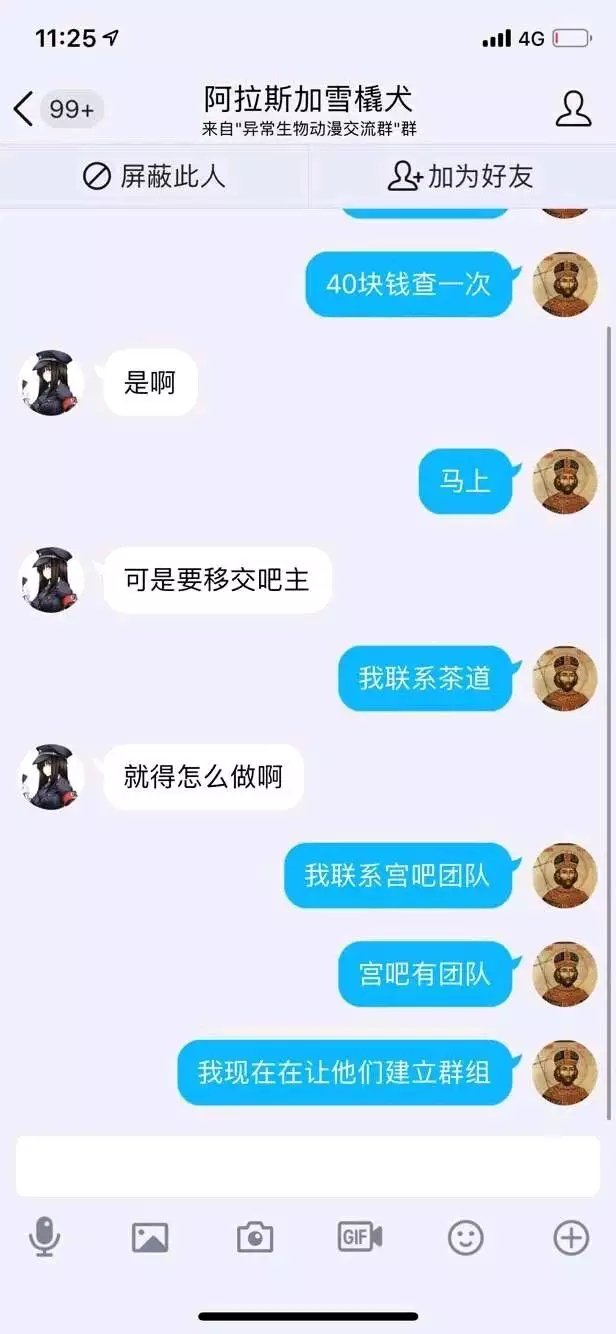 11:25
4G
99+
阿拉斯加雪橇犬
来自"异常生物动漫交流群"群
屏蔽此人
加为好友
40块钱查一次
是啊
马上
可是要移交吧主
我联系茶道
就得怎么做啊
我联系宫吧团队
宫吧有团队
我现在在让他们建立群组
GIF